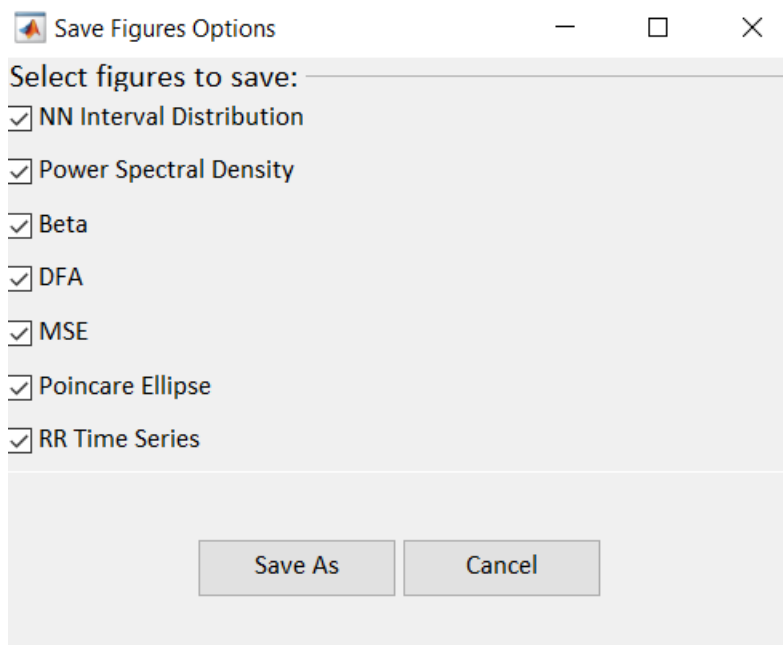 Save Figures Options
Select figures to save:
NN Interval Distribution
Power Spectral Density
Beta
DFA
MSE
Poincare Ellipse
RR Time Series
Save As Cancel